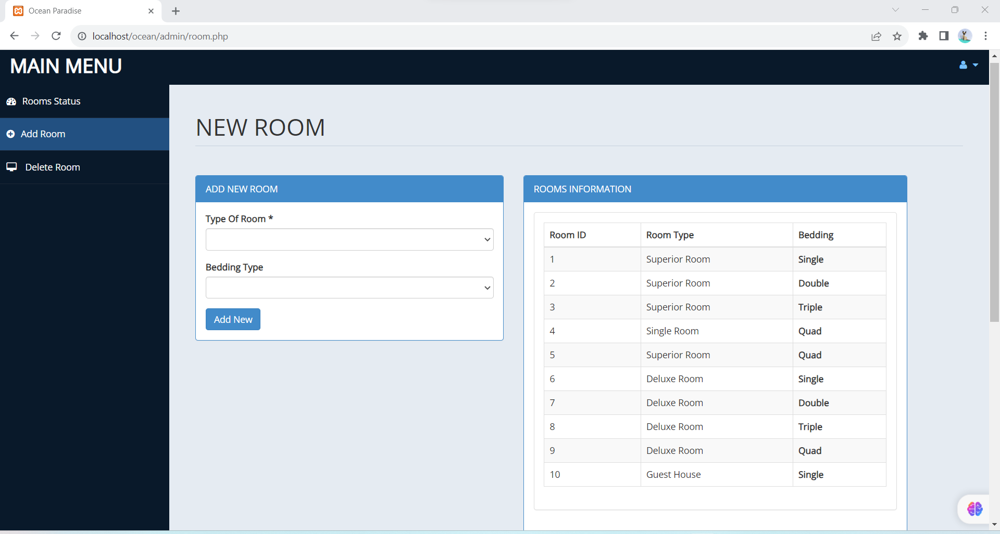 Ocean Paradise
localhost/ocean/admin/room.php
MAIN MENU
Rooms Status
Add Room
Delete Room
NEW ROOM
ADD NEW ROOM
Type Of Room *
Bedding Type
Add New
ROOMS INFORMATION
Room ID Room Type Bedding
1 Superior Room Single
2 Superior Room Double
3 Superior Room Triple
4 Single Room Quad
5 Superior Room Quad
6 Deluxe Room Single
7 Deluxe Room Double
8 Deluxe Room Triple
9 Deluxe Room Quad
10 Guest House Single